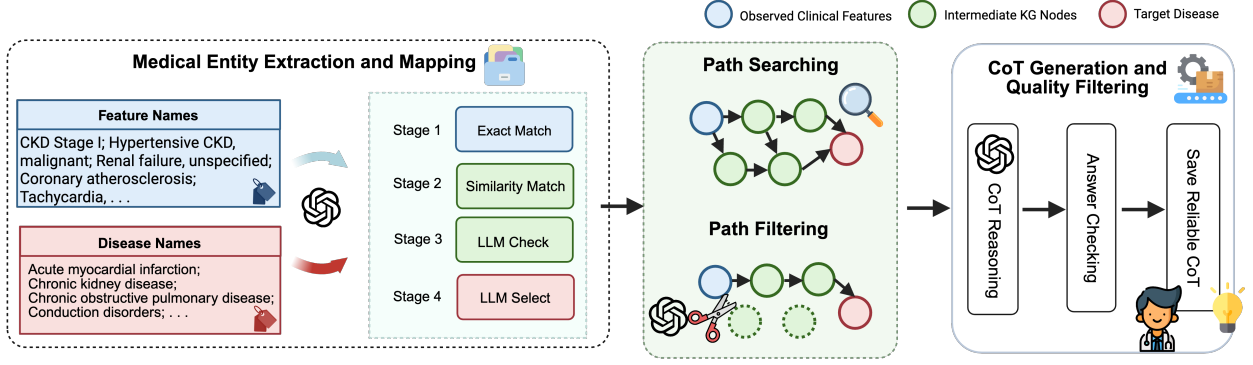 Observed Clinical Features
Intermediate KG Nodes
Target Disease
Medical Entity Extraction and Mapping
Feature Names
CKD Stage I; Hypertensive CKD,
malignant; Renal failure, unspecified;
Coronary atherosclerosis;
Tachycardia, . . .
Disease Names
Acute myocardial infarction;
Chronic kidney disease;
Chronic obstructive pulmonary disease;
Conduction disorders; . . .
Stage 1
Exact Match
Stage 2
Similarity Match
Stage 3
LLM Check
Stage 4
LLM Select
Path Searching
Path Filtering
CoT Generation and
Quality Filtering
CoT Reasoning
Answer Checking
Save Reliable CoT